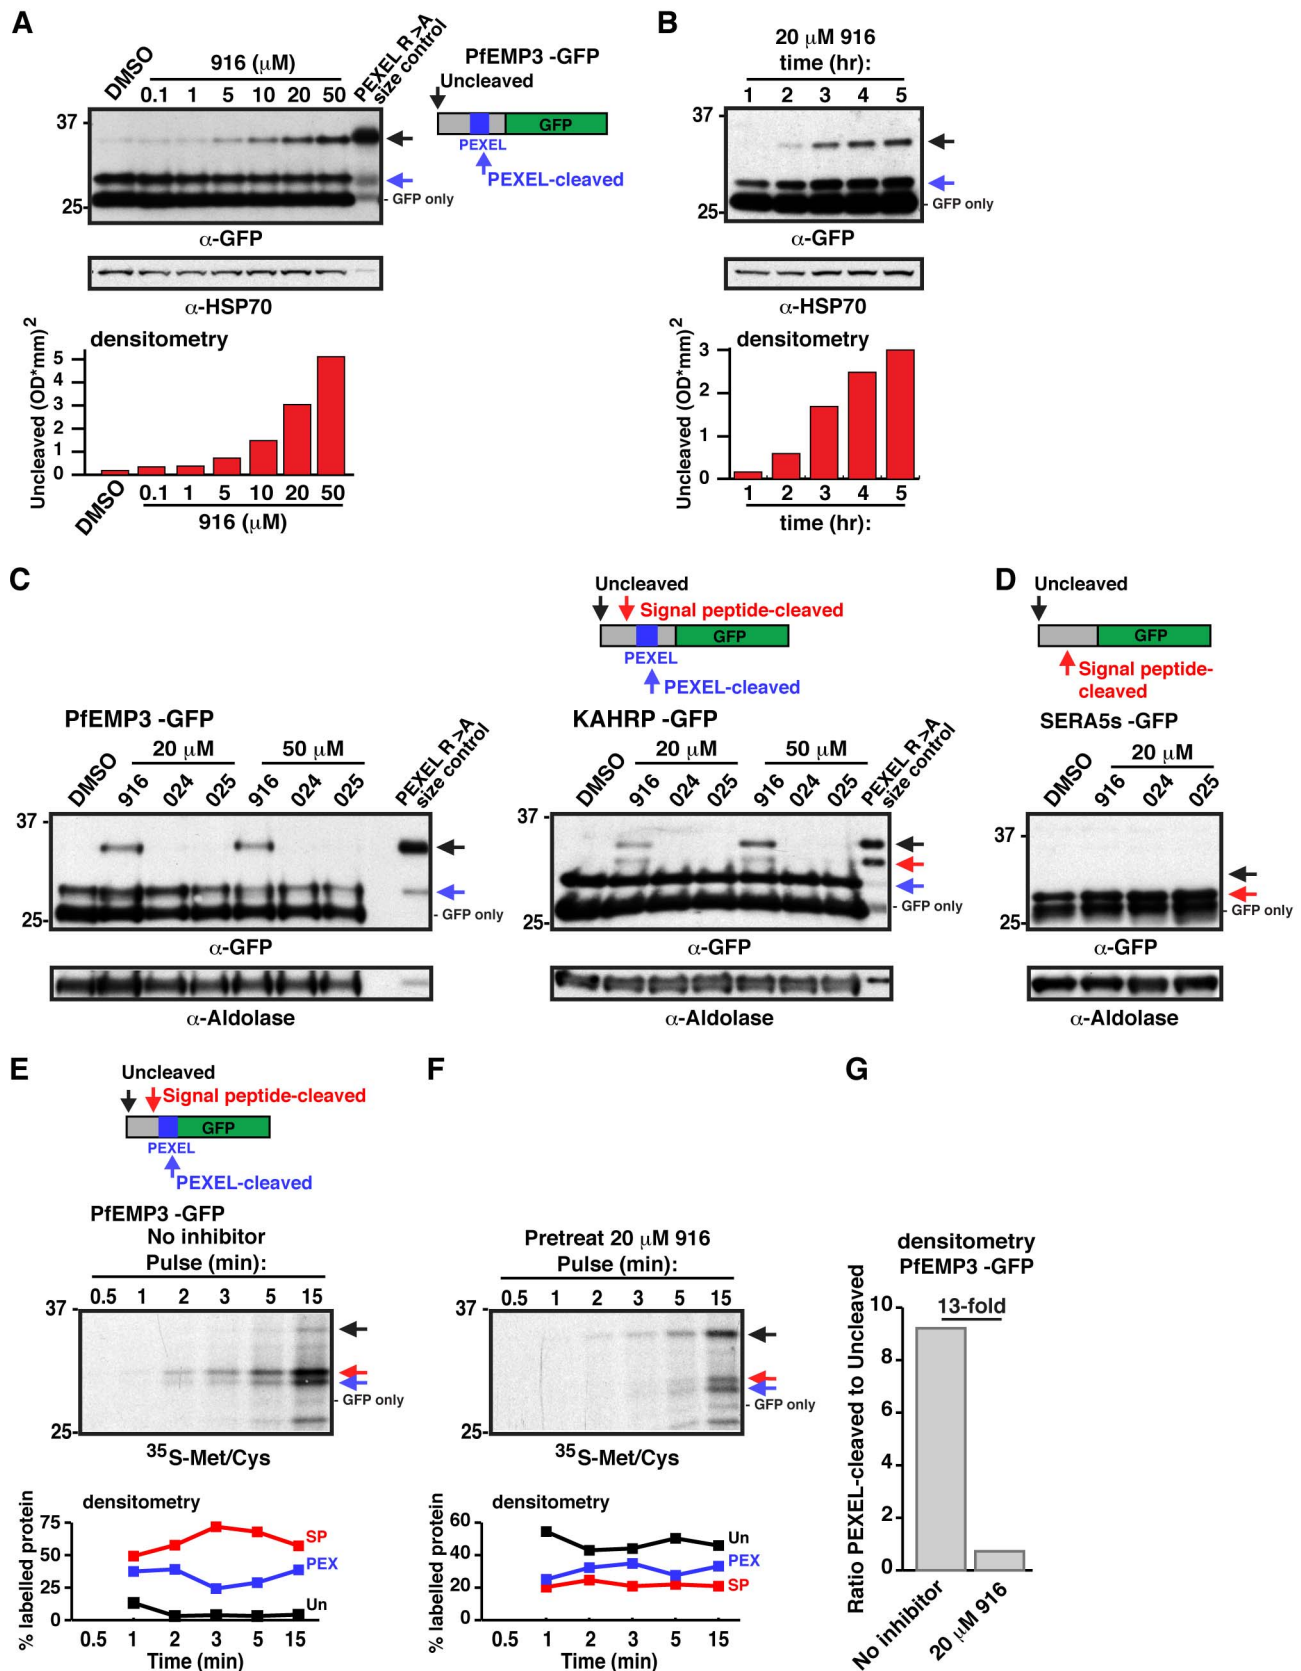 A
DMSO
916 (µM)
0.1 1 5 10 20 50
PEXEL R >A
size control
37
25
GFP only
α-GFP
α-HSP70
PfEMP3 -GFP
Uncleaved
GFP
PEXEL
PEXEL-cleaved
densitometry
Uncleaved (OD*mm)2
5
4
3
2
1
0
DMSO
0.1 1 5 10 20 50
916 (µM)
B
20 µM 916
time (hr):
1 2 3 4 5
37
25
GFP only
α-GFP
α-HSP70
densitometry
Uncleaved (OD*mm)2
3
2
1
0
1 2 3 4 5
time (hr):
C
PfEMP3 -GFP
DMSO
20 µM
50 µM
916 024 025 916 024 025
PEXEL R >A
size control
37
25
GFP only
α-GFP
α-Aldolase
Uncleaved
Signal peptide-cleaved
GFP
PEXEL
PEXEL-cleaved
KAHRP -GFP
DMSO
20 µM
50 µM
916 024 025 916 024 025
PEXEL R >A
size control
37
25
GFP only
α-GFP
α-Aldolase
D
Uncleaved
GFP
Signal peptide-
cleaved
SERA5s -GFP
DMSO
20 µM
916 024 025
37
25
GFP only
α-GFP
α-Aldolase
E
Uncleaved
Signal peptide-cleaved
GFP
PEXEL
PEXEL-cleaved
PfEMP3 -GFP
No inhibitor
Pulse (min):
0.5 1 2 3 5 15
37
25
GFP only
35S-Met/Cys
densitometry
% labelled protein
75
50
25
0
SP
PEX
Un
0.5 1 2 3 5 15
Time (min)
F
Pretreat 20 µM 916
Pulse (min):
0.5 1 2 3 5 15
37
25
GFP only
35S-Met/Cys
densitometry
% labelled protein
60
40
20
0
Un
PEX
SP
0.5 1 2 3 5 15
Time (min)
G
densitometry
PfEMP3 -GFP
13-fold
Ratio PEXEL-cleaved to Uncleaved
10
8
6
4
2
0
No inhibitor
20 µM 916